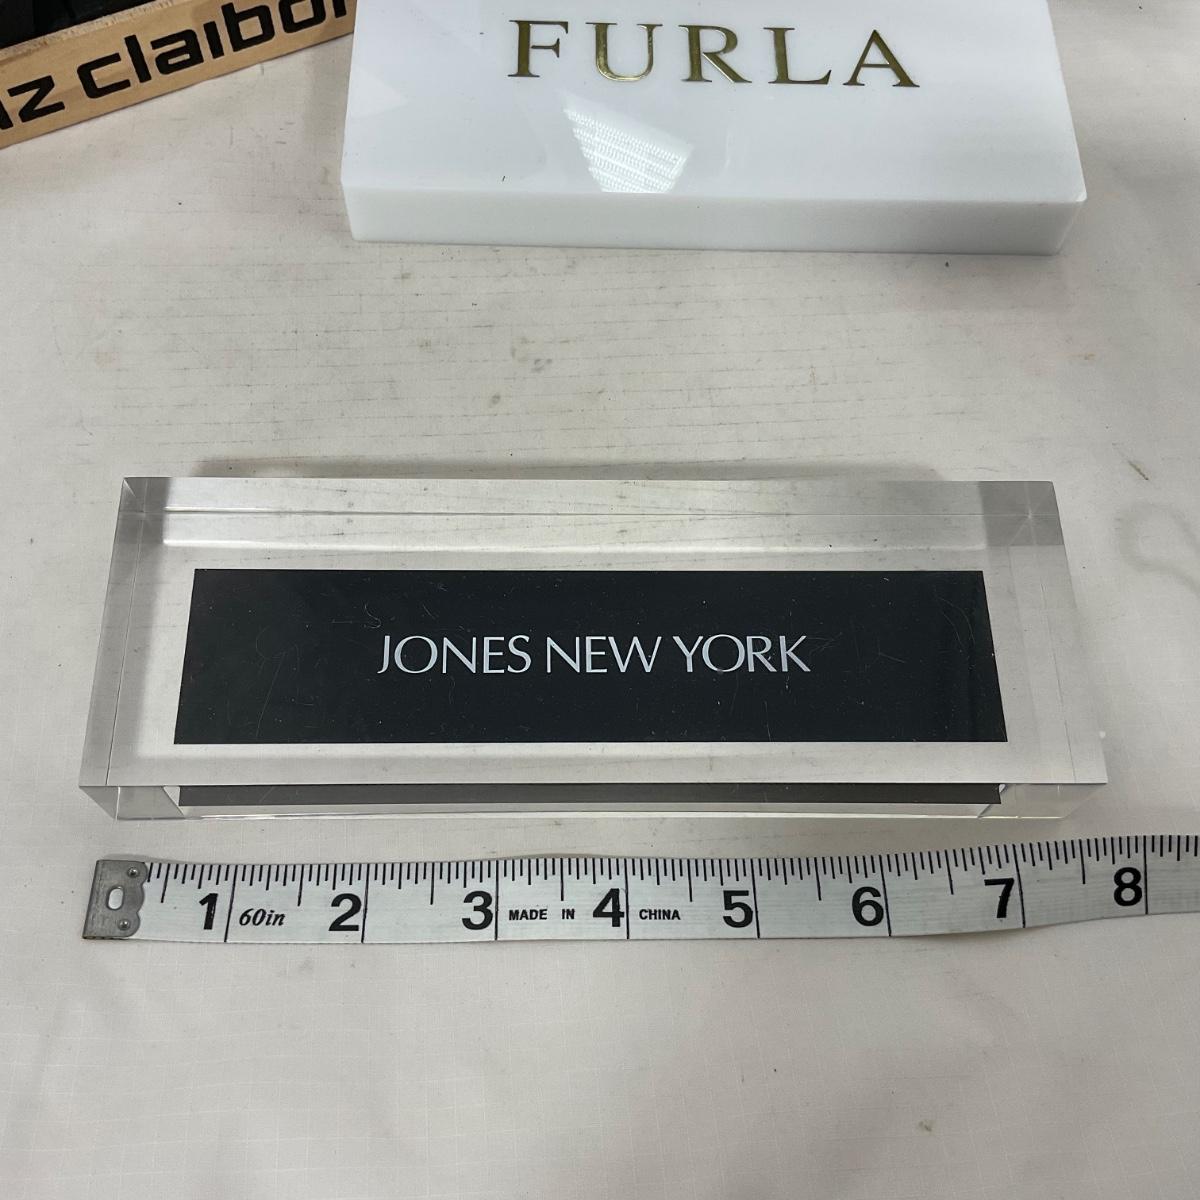 iz claibor
FURLA
JONES NEW YORK
1 60in 2 3 MADE IN 4 CHINA 5 6 7 8